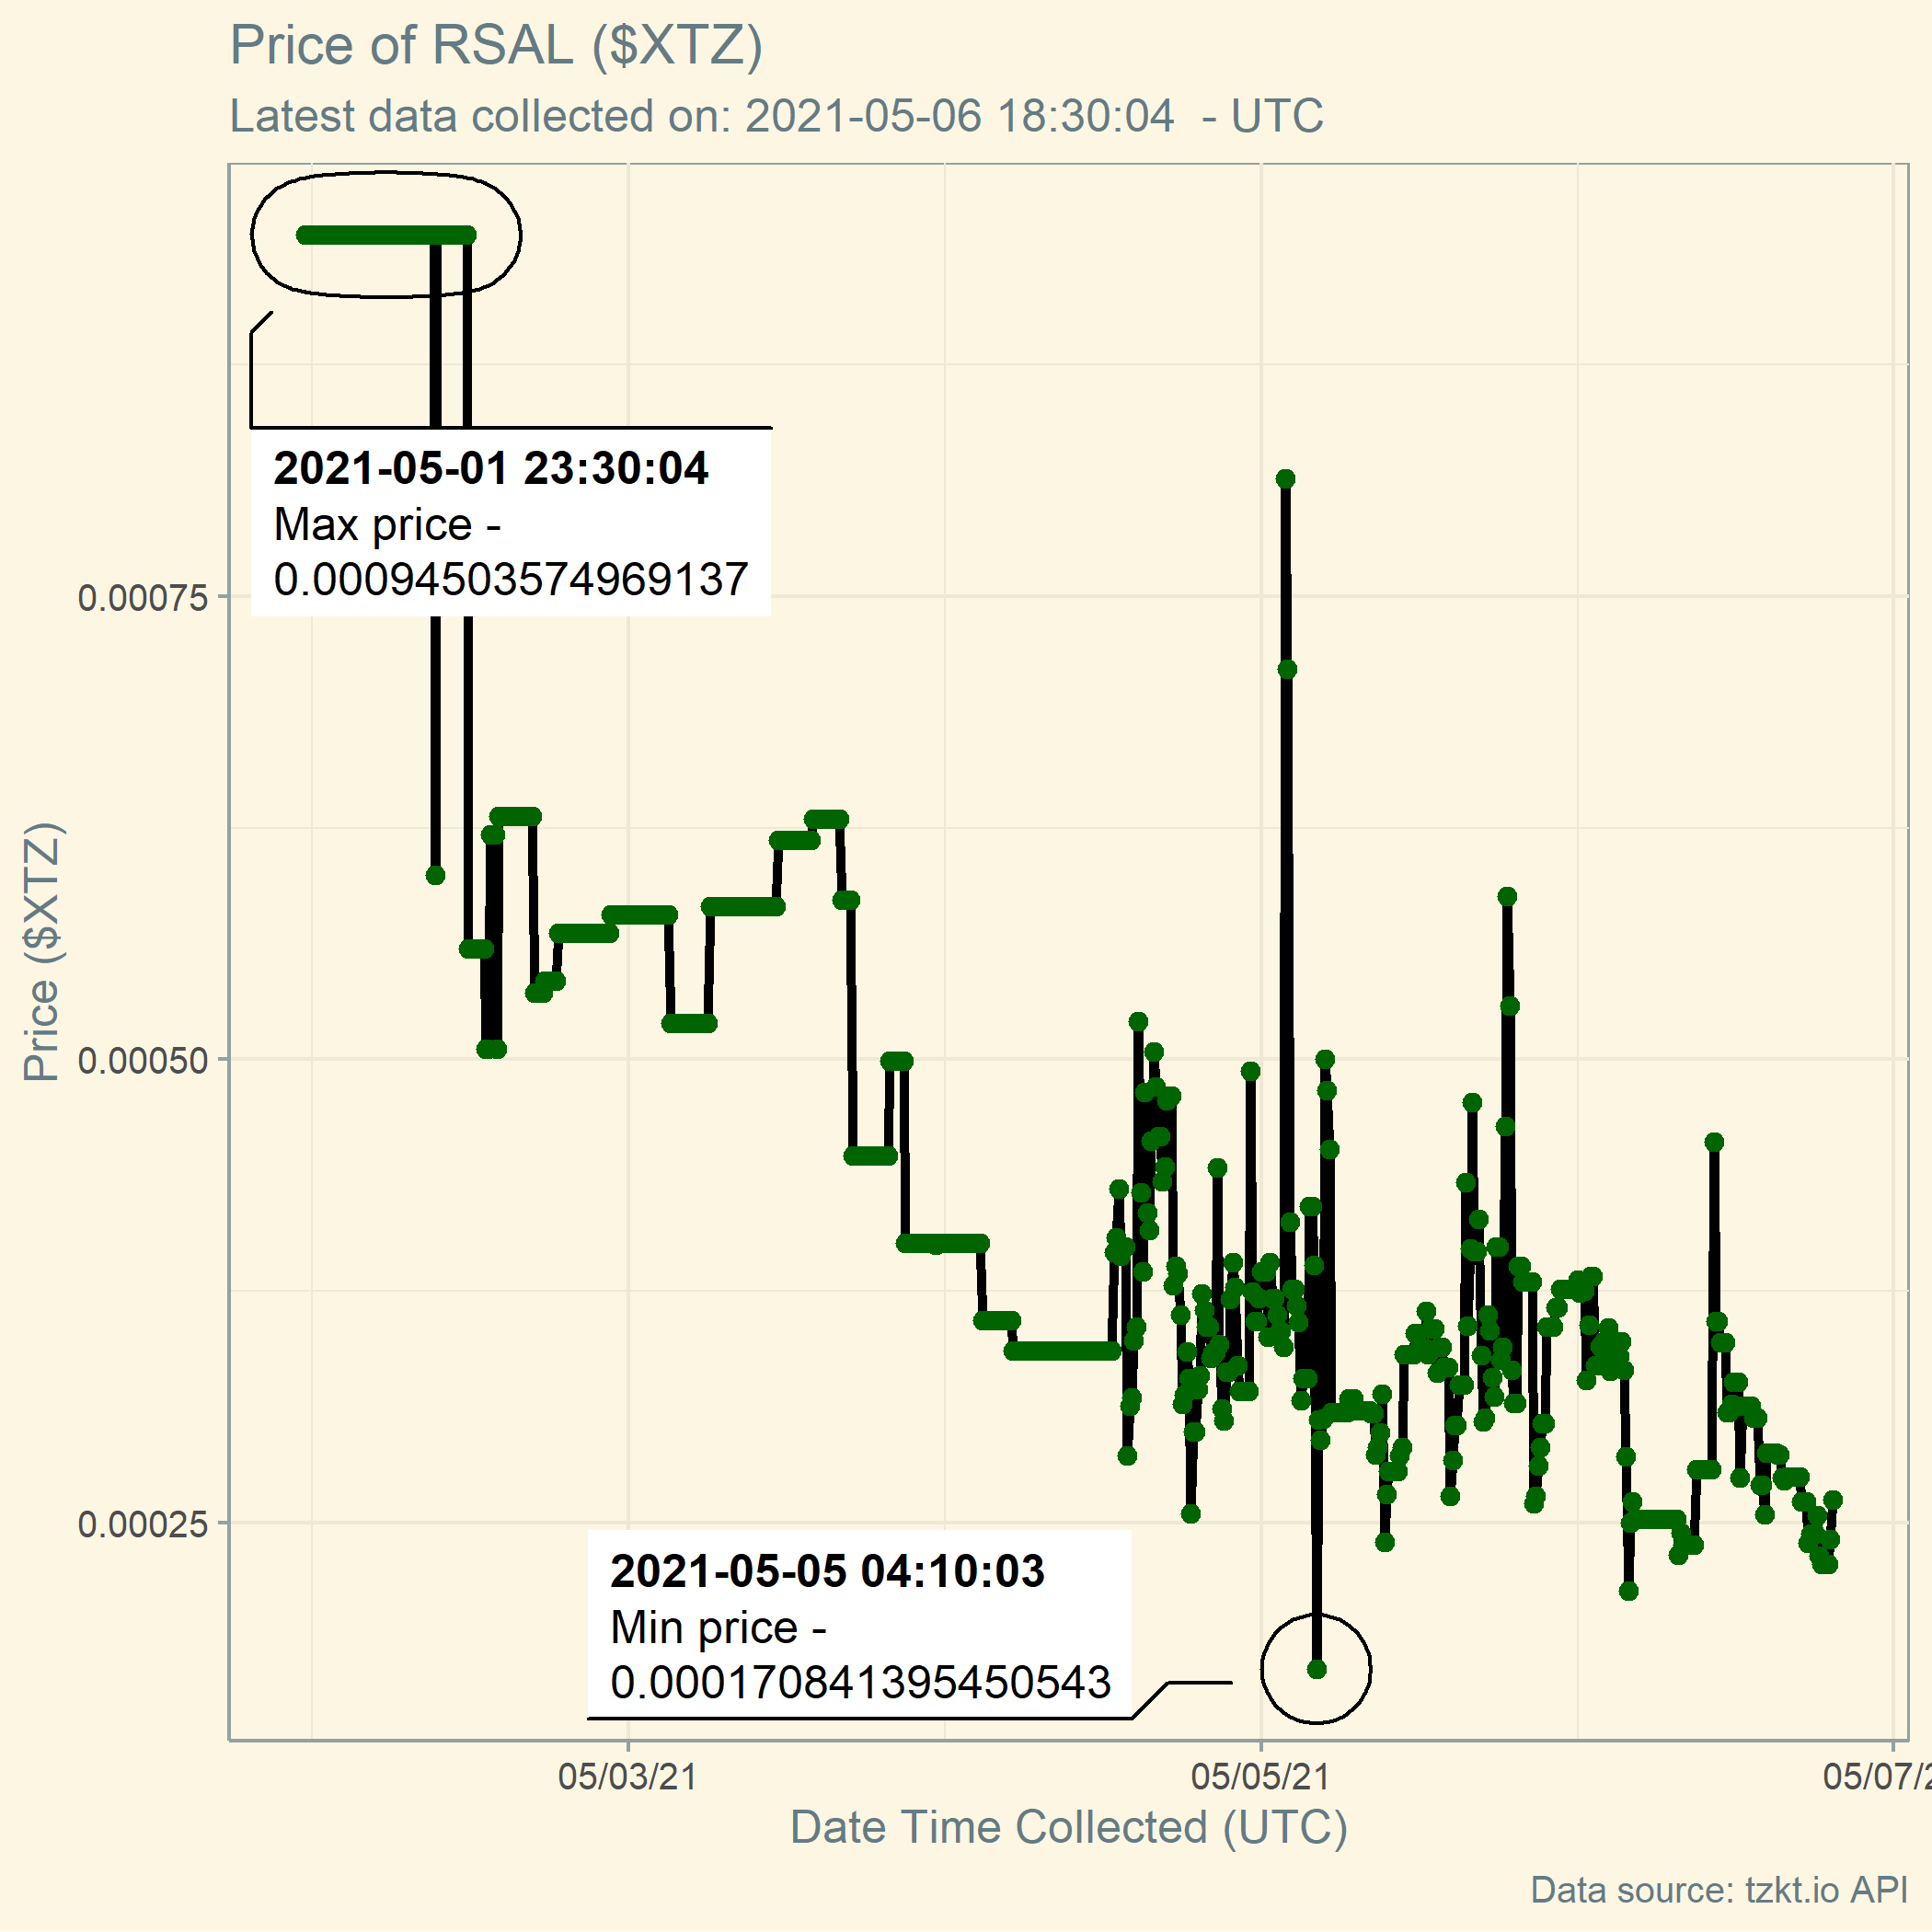 Price of RSAL ($XTZ)
Latest data collected on: 2021-05-06 18:30:04  - UTC
2021-05-01 23:30:04
Max price -
0.000945035749691​37
0.00075
0.00050
0.00025
Price ($XTZ)
2021-05-05 04:10:03
Min price -
0.000170841395450543
05/03/21
05/05/21
05/07/2
Date Time Collected (UTC)
Data source: tzkt.io API